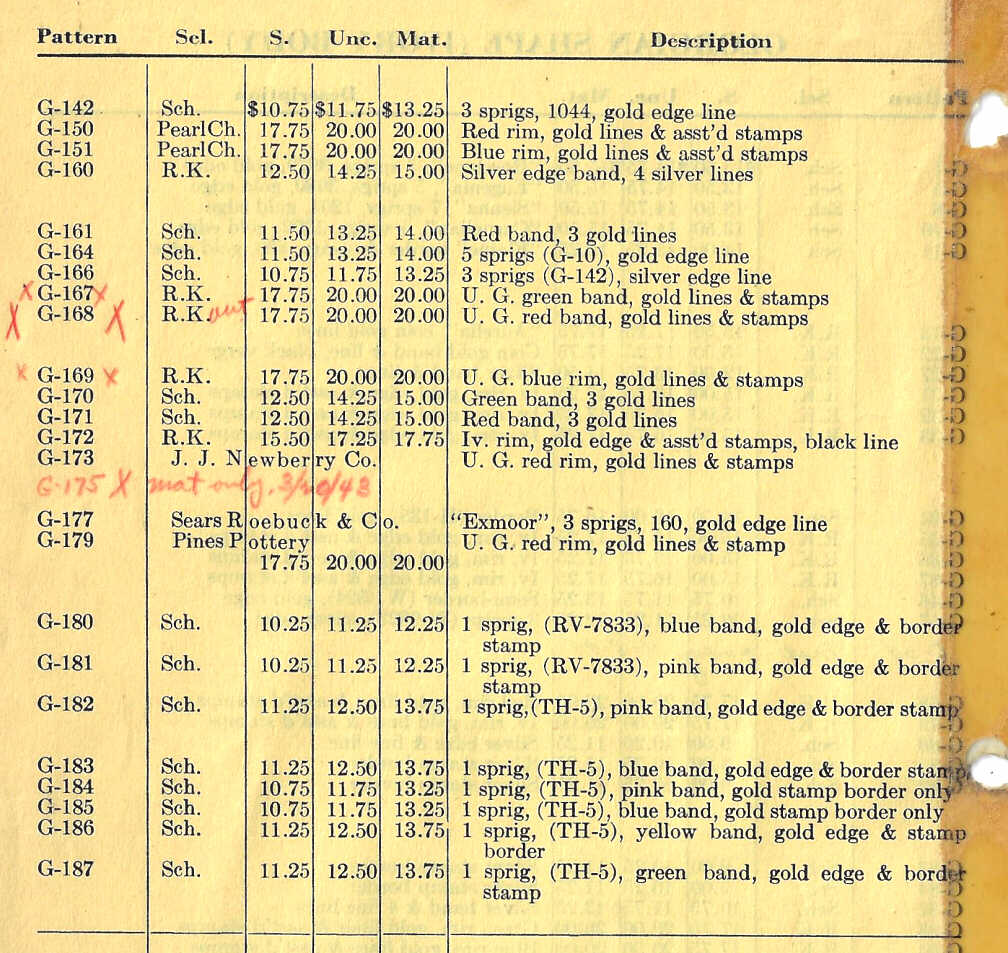 Pattern Scl. S. Unc. Mat. Description
G-142 Sch. $10.75 $11.75 $13.25 3 sprigs, 1044, gold edge line
G-150 Pearl Ch. 17.75 20.00 20.00 Red rim, gold lines & asst'd stamps
G-151 Pearl Ch. 17.75 20.00 20.00 Blue rim, gold lines & asst'd stamps
G-160 R.K. 12.50 14.25 15.00 Silver edge band, 4 silver lines
G-161 Sch. 11.50 13.25 14.00 Red band, 3 gold lines
G-164 Sch. 11.50 13.25 14.00 5 sprigs (G-10), gold edge line
G-166 Sch. 10.75 11.75 13.25 3 sprigs (G-142), silver edge line
X G-167 X R.K. 17.75 20.00 20.00 U. G. green band, gold lines & stamps
X G-168 X R.K. out 17.75 20.00 20.00 U. G. red band, gold lines & stamps
X G-169 X R.K. 17.75 20.00 20.00 U. G. blue rim, gold lines & stamps
G-170 Sch. 12.50 14.25 15.00 Green band, 3 gold lines
G-171 Sch. 12.50 14.25 15.00 Red band, 3 gold lines
G-172 R.K. 15.50 17.25 17.75 Iv. rim, gold edge & asst'd stamps, black line
G-173 J. J. Newberry Co. U. G. red rim, gold lines & stamps
G-175 X mat only. 3/20/43
G-177 Sears Roebuck & Co. "Exmoor", 3 sprigs, 160, gold edge line
G-179 Pines Pottery U. G. red rim, gold lines & stamp
17.75 20.00 20.00
G-180 Sch. 10.25 11.25 12.25 1 sprig, (RV-7833), blue band, gold edge & border
stamp
G-181 Sch. 10.25 11.25 12.25 1 sprig, (RV-7833), pink band, gold edge & border
stamp
G-182 Sch. 11.25 12.50 13.75 1 sprig, (TH-5), pink band, gold edge & border stamp
G-183 Sch. 11.25 12.50 13.75 1 sprig, (TH-5), blue band, gold edge & border stamp
G-184 Sch. 10.75 11.75 13.25 1 sprig, (TH-5), pink band, gold stamp border only
G-185 Sch. 10.75 11.75 13.25 1 sprig, (TH-5), blue band, gold stamp border only
G-186 Sch. 11.25 12.50 13.75 1 sprig, (TH-5), yellow band, gold edge & stamp
border
G-187 Sch. 11.25 12.50 13.75 1 sprig, (TH-5), green band, gold edge & border
stamp